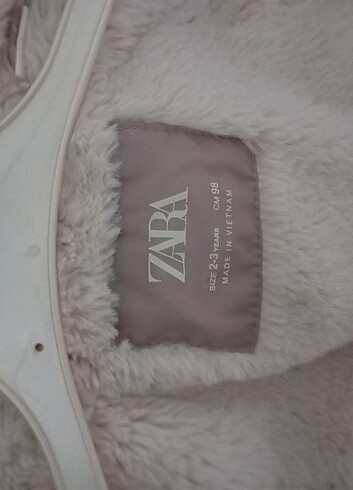 ZARA
SIZE 2-3 YEARS CM 98
MADE IN VIETNAM